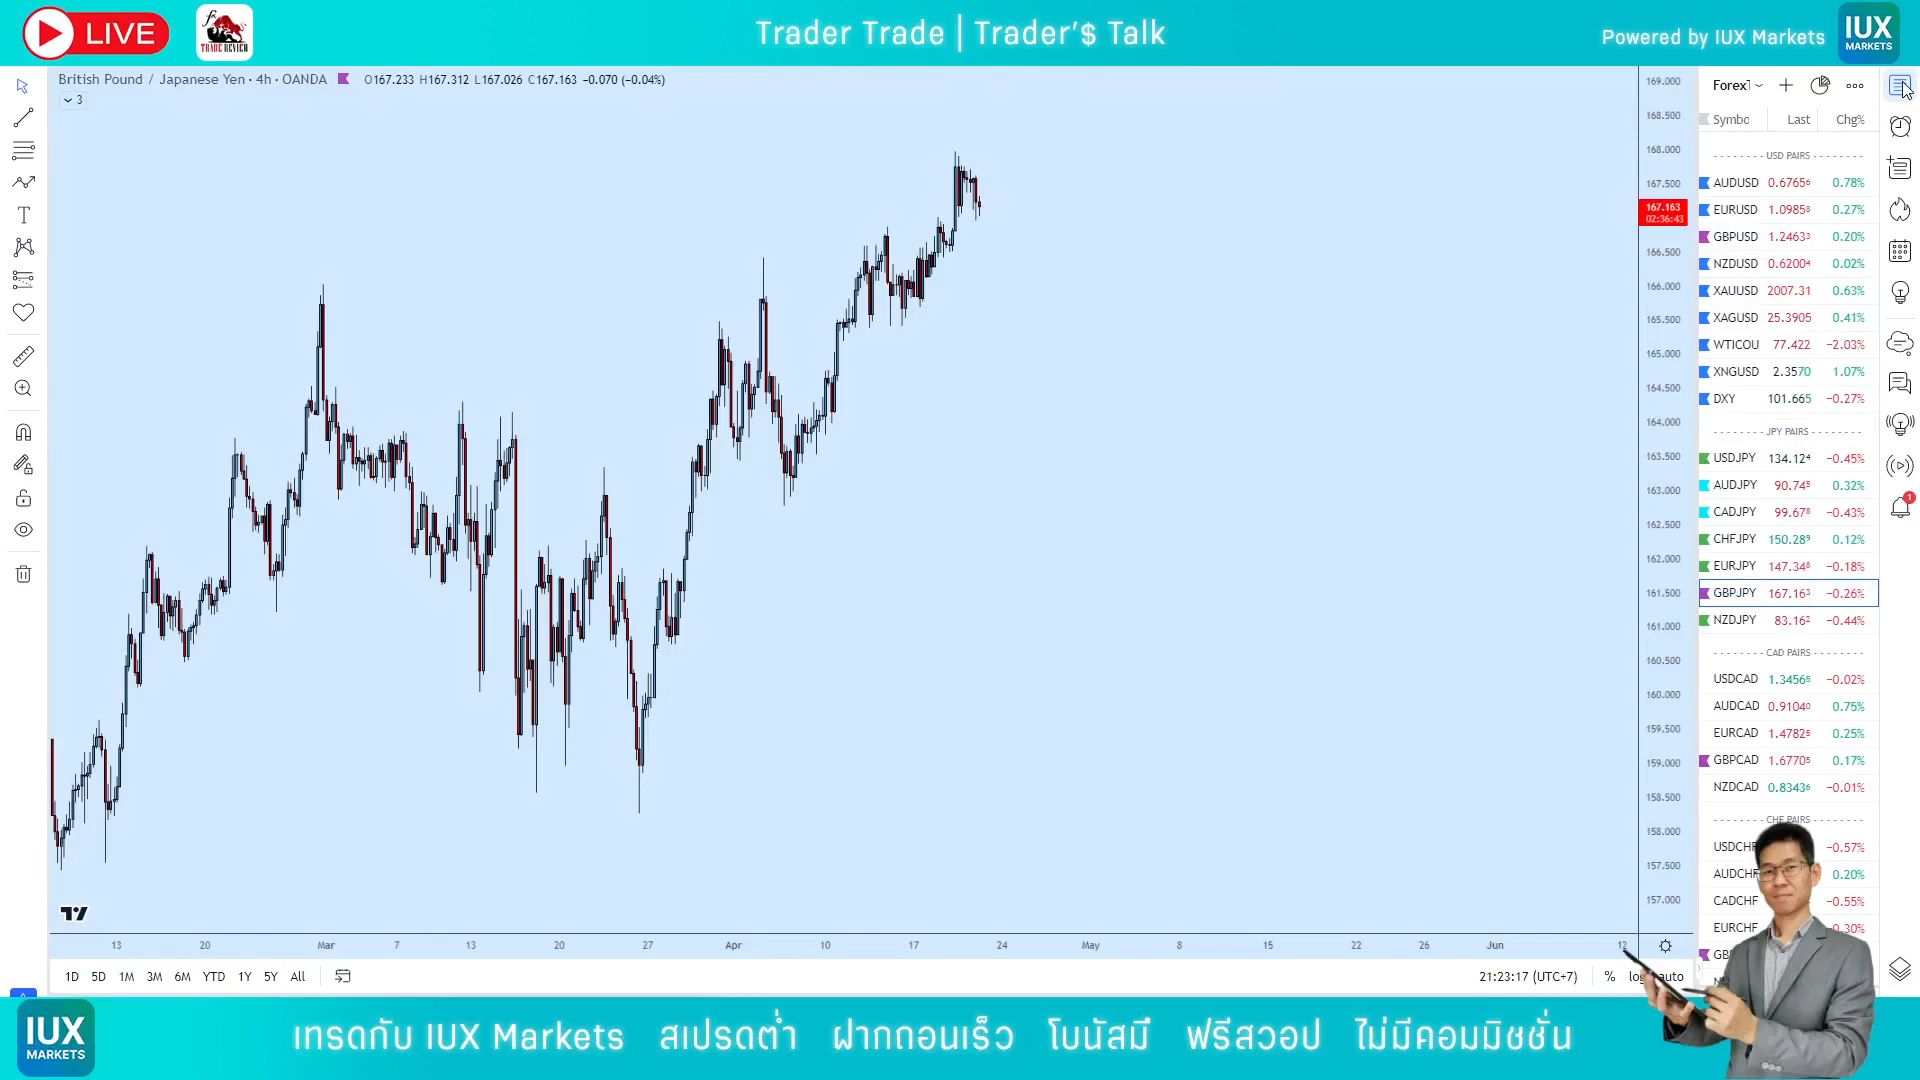 LIVE
TRADE REVIEW
Trader Trade | Trader'$ Talk
Powered by IUX Markets
IUX
MARKETS
British Pound / Japanese Yen · 4h · OANDA O167.233 H167.312 L167.026 C167.163 −0.070 (−0.04%)
3
169.000
168.500
168.000
167.500
167.163
02:36:43
166.500
166.000
165.500
165.000
164.500
164.000
163.500
163.000
162.500
162.000
161.500
161.000
160.500
160.000
159.500
159.000
158.500
158.000
157.500
157.000
Symbo Last Chg%
USD PAIRS
AUDUSD 0.67656 0.78%
EURUSD 1.09858 0.27%
GBPUSD 1.24633 0.20%
NZDUSD 0.62004 0.02%
XAUUSD 2007.31 0.63%
XAGUSD 25.3905 0.41%
WTICOU 77.422 −2.03%
XNGUSD 2.3570 1.07%
DXY 101.665 −0.27%
JPY PAIRS
USDJPY 134.124 −0.45%
AUDJPY 90.745 0.32%
CADJPY 99.678 −0.43%
CHFJPY 150.289 0.12%
EURJPY 147.348 −0.18%
GBPJPY 167.163 −0.26%
NZDJPY 83.162 −0.44%
CAD PAIRS
USDCAD 1.34565 −0.02%
AUDCAD 0.91040 0.75%
EURCAD 1.47825 0.25%
GBPCAD 1.67705 0.17%
NZDCAD 0.83436 −0.01%
CHF PAIRS
USDCHF −0.57%
AUDCHF 0.20%
CADCHF −0.55%
EURCHF 0.30%
1
13 20 Mar 7 13 20 27 Apr 10 17 24 May 8 15 22 26 Jun 12
1D 5D 1M 3M 6M YTD 1Y 5Y All 21:23:17 (UTC+7) % log auto
IUX
MARKETS
เทรดกับ IUX Markets สเปรดต่ำ ฝากถอนเร็ว โบนัสมี ฟรีสวอป ไม่มีคอมมิชชั่น